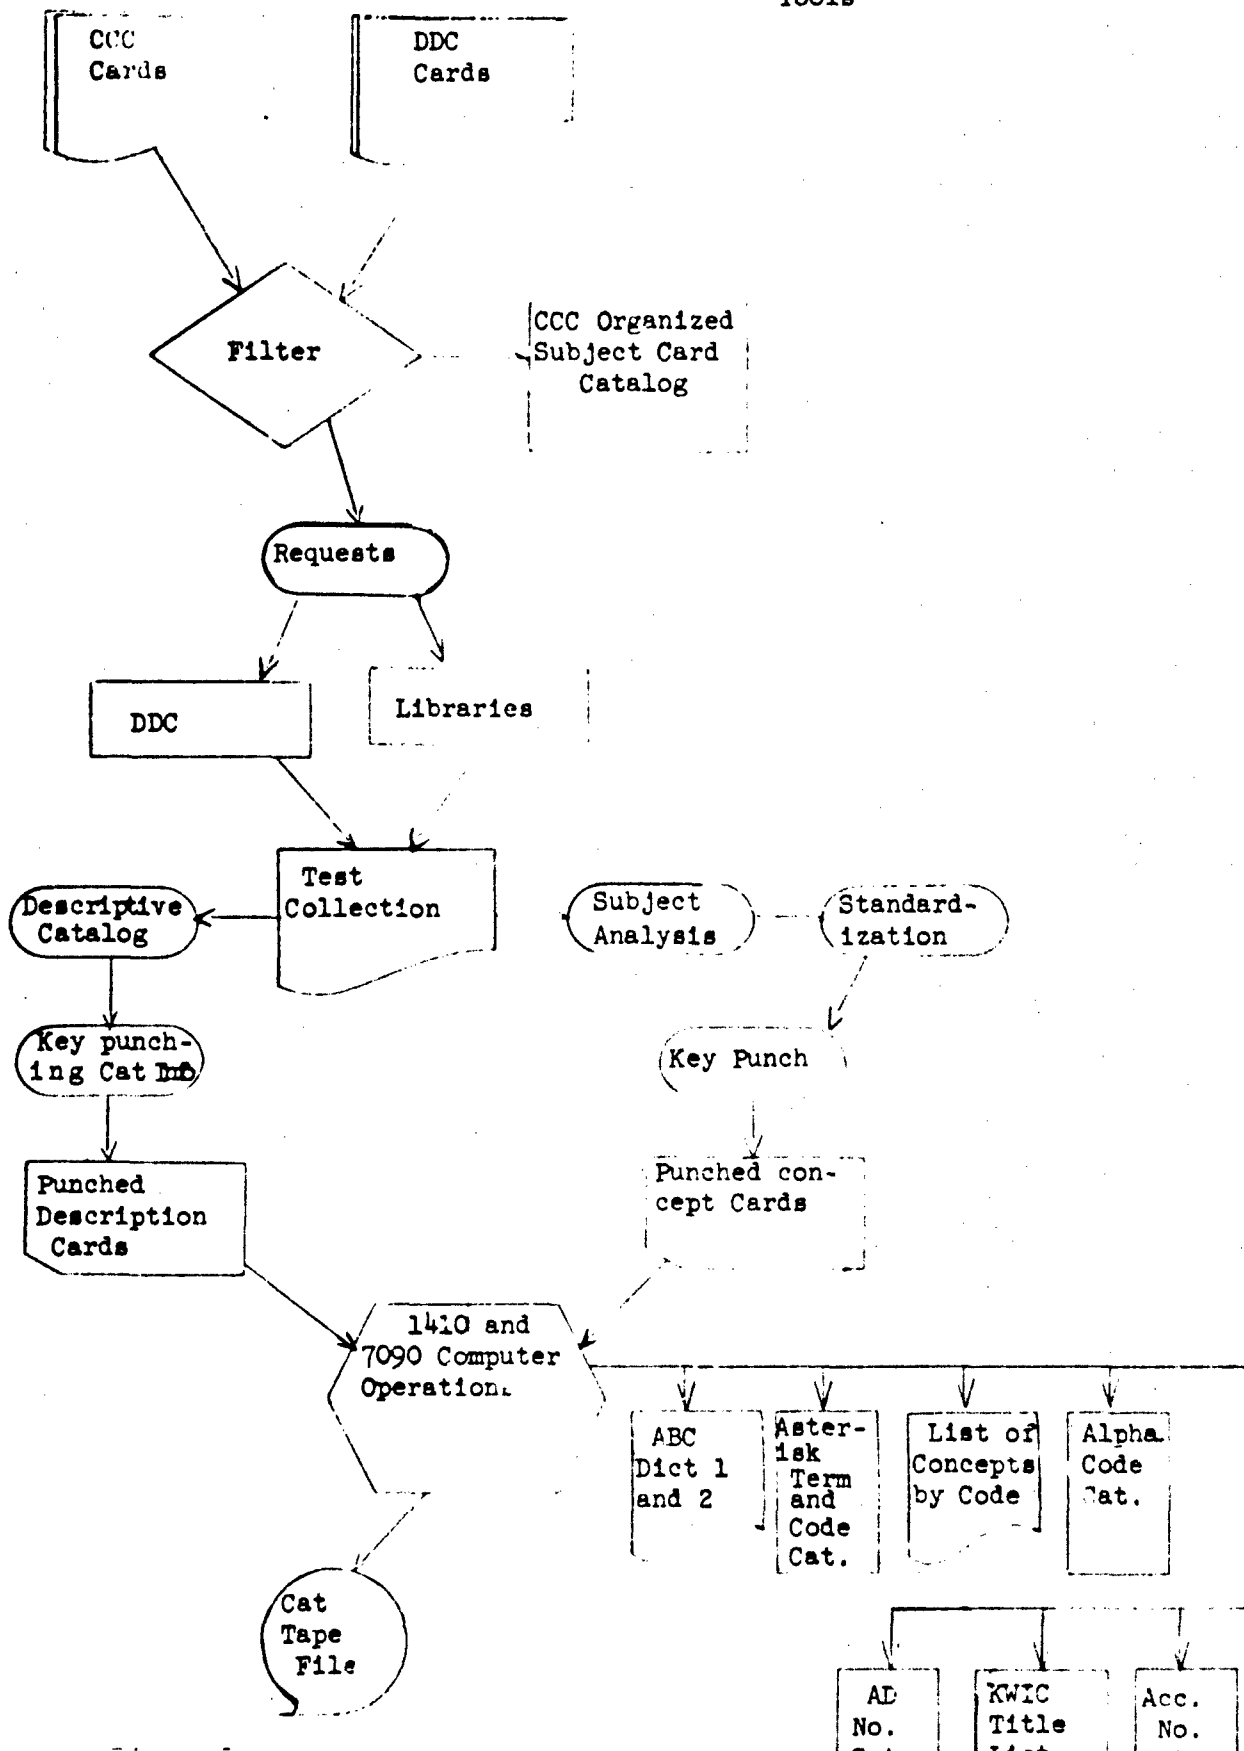 Tools
CCC
Cards
DDC
Cards
Filter
CCC Organized
Subject Card
Catalog
Requests
DDC
Libraries
Test
Collection
Descriptive
Catalog
Subject
Analysis
Standard-
ization
Key punch-
ing Cat Info
Key Punch
Punched
Description
Cards
Punched con-
cept Cards
1410 and
7090 Computer
Operation
ABC
Dict 1
and 2
Aster-
isk
Term
and
Code
Cat.
List of
Concepts
by Code
Alpha
Code
Cat.
Cat
Tape
File
AD
No.
KWIC
Title
List
Acc.
No.